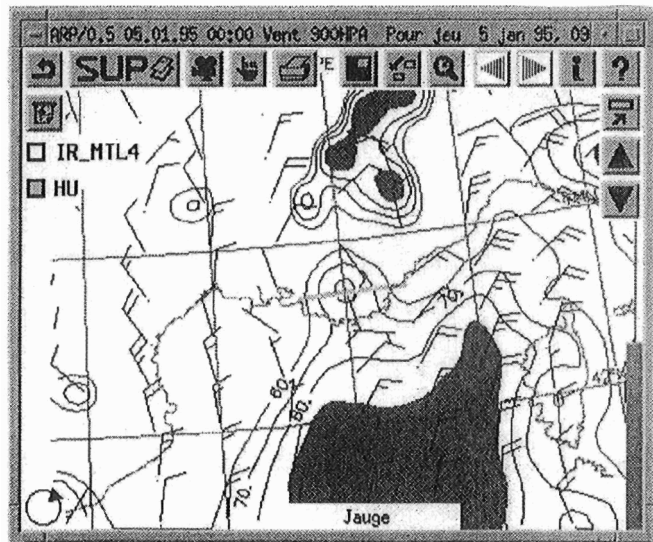 ARP/0,5 05.01.95 00:00 Vent 900HPA Pour jeu 5 jan 95, 09
SUP
i ?
IR_MTL4
HU
70.
60.
80.
70.
Jauge